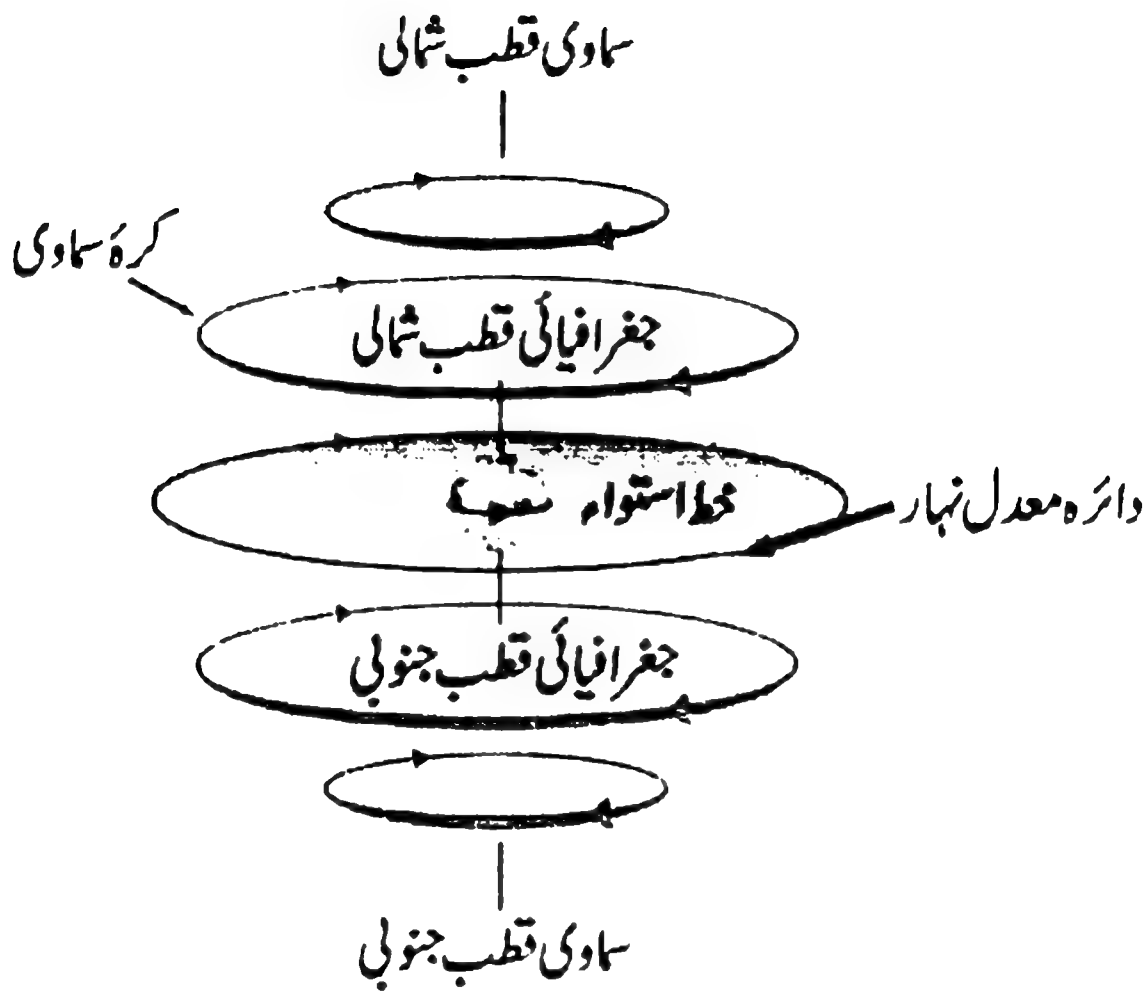 سماوی قطب شمالی
کرۂ سماوی
جغرافیائی قطب شمالی
خط استواء
دائرہ معدل نہار
جغرافیائی قطب جنوبی
سماوی قطب جنوبی